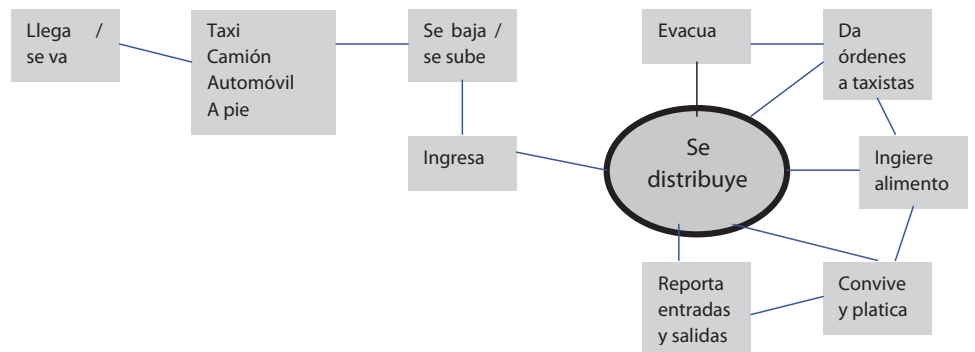 Llega /
se va
Taxi
Camión
Automóvil
A pie
Se baja /
se sube
Ingresa
Evacua
Da
órdenes
a taxistas
Se
distribuye
Ingiere
alimento
Reporta
entradas
y salidas
Convive
y platica